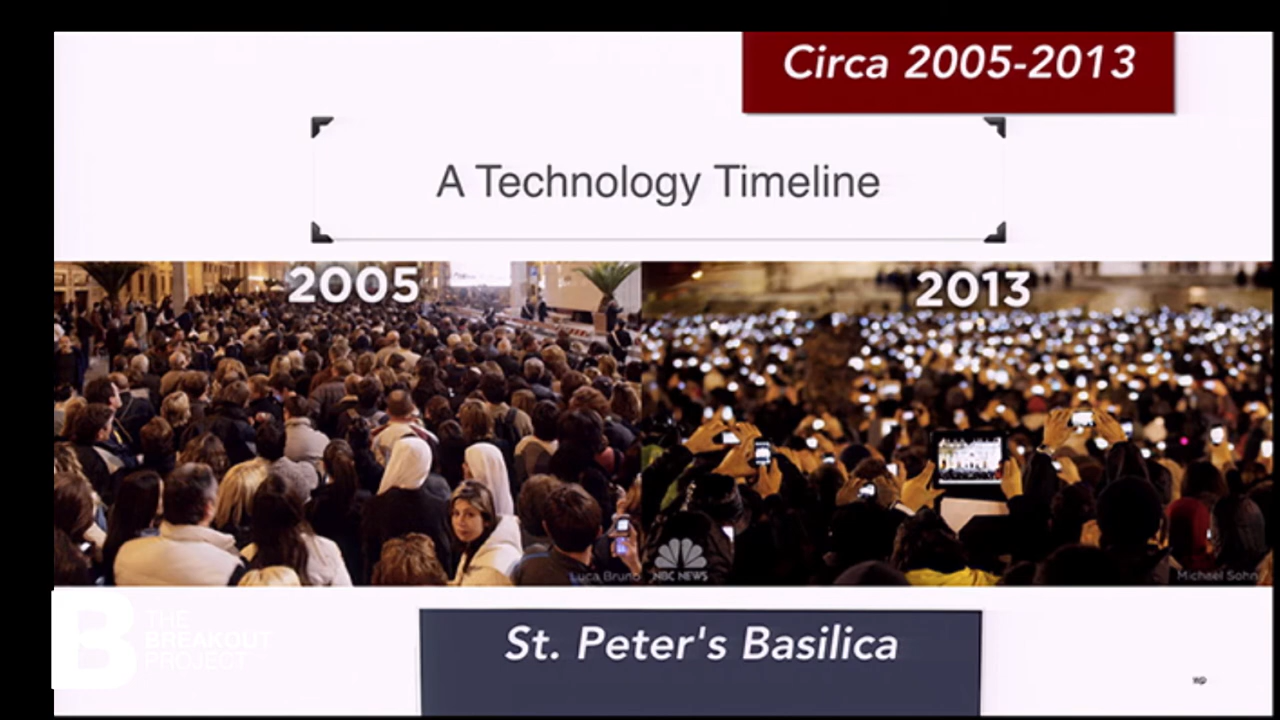 Circa 2005-2013
A Technology Timeline
2005
2013
Luca Bruno
NBC NEWS
Michael Sohn
THE
BREAKOUT
PROJECT
St. Peter's Basilica